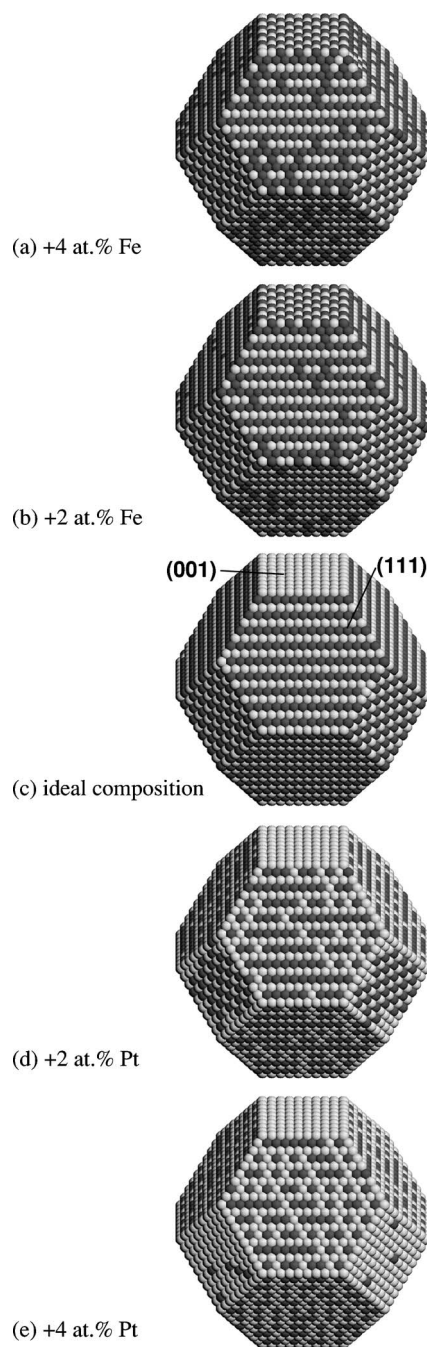 (a) +4 at.% Fe
(b) +2 at.% Fe
(001) (111)
(c) ideal composition
(d) +2 at.% Pt
(e) +4 at.% Pt